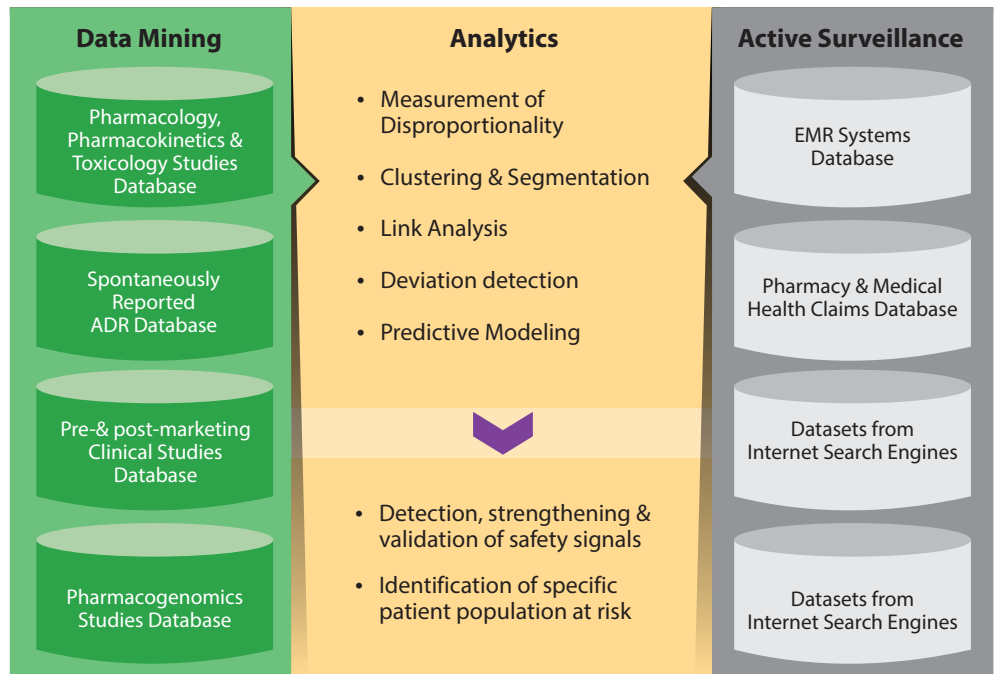 Data Mining
Pharmacology,
Pharmacokinetics &
Toxicology Studies
Database
Spontaneously
Reported
ADR Database
Pre-& post-marketing
Clinical Studies
Database
Pharmacogenomics
Studies Database
Analytics
• Measurement of
Disproportionality
• Clustering & Segmentation
• Link Analysis
• Deviation detection
• Predictive Modeling
• Detection, strengthening &
validation of safety signals
• Identification of specific
patient population at risk
Active Surveillance
EMR Systems
Database
Pharmacy & Medical
Health Claims Database
Datasets from
Internet Search Engines
Datasets from
Internet Search Engines